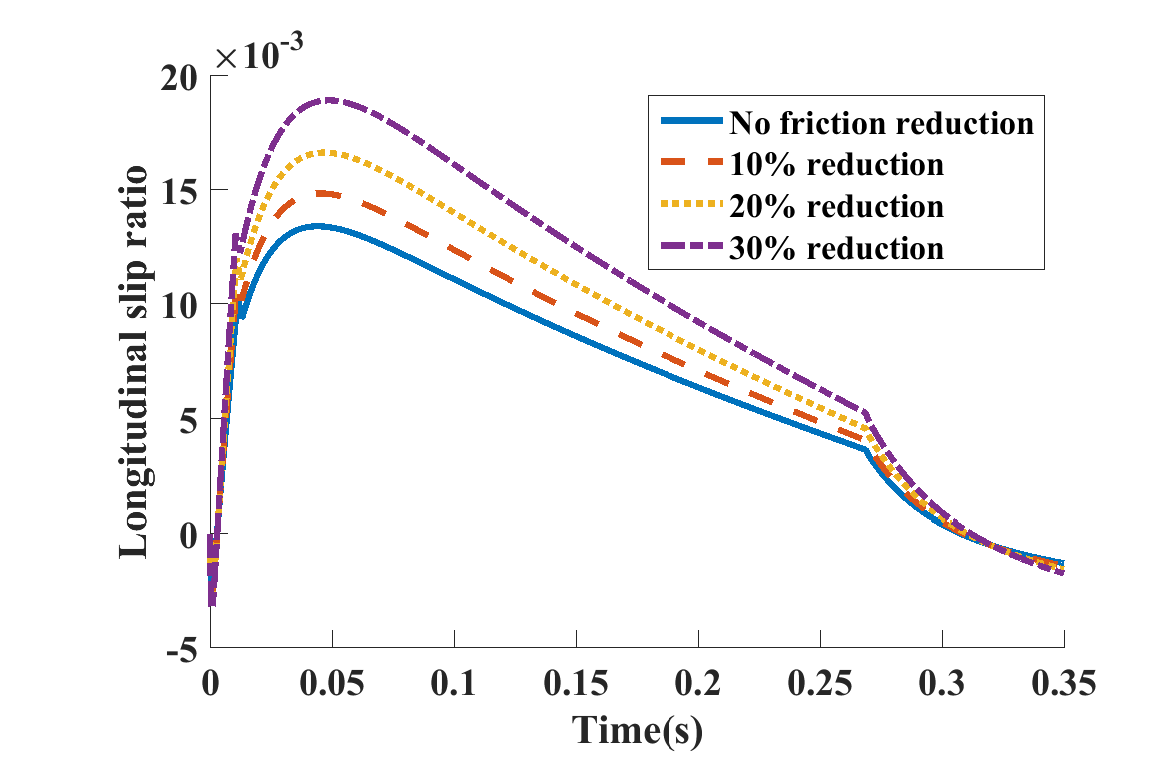 ×10-3
20
15
10
5
0
-5
Longitudinal slip ratio
No friction reduction
10% reduction
20% reduction
30% reduction
0 0.05 0.1 0.15 0.2 0.25 0.3 0.35
Time(s)